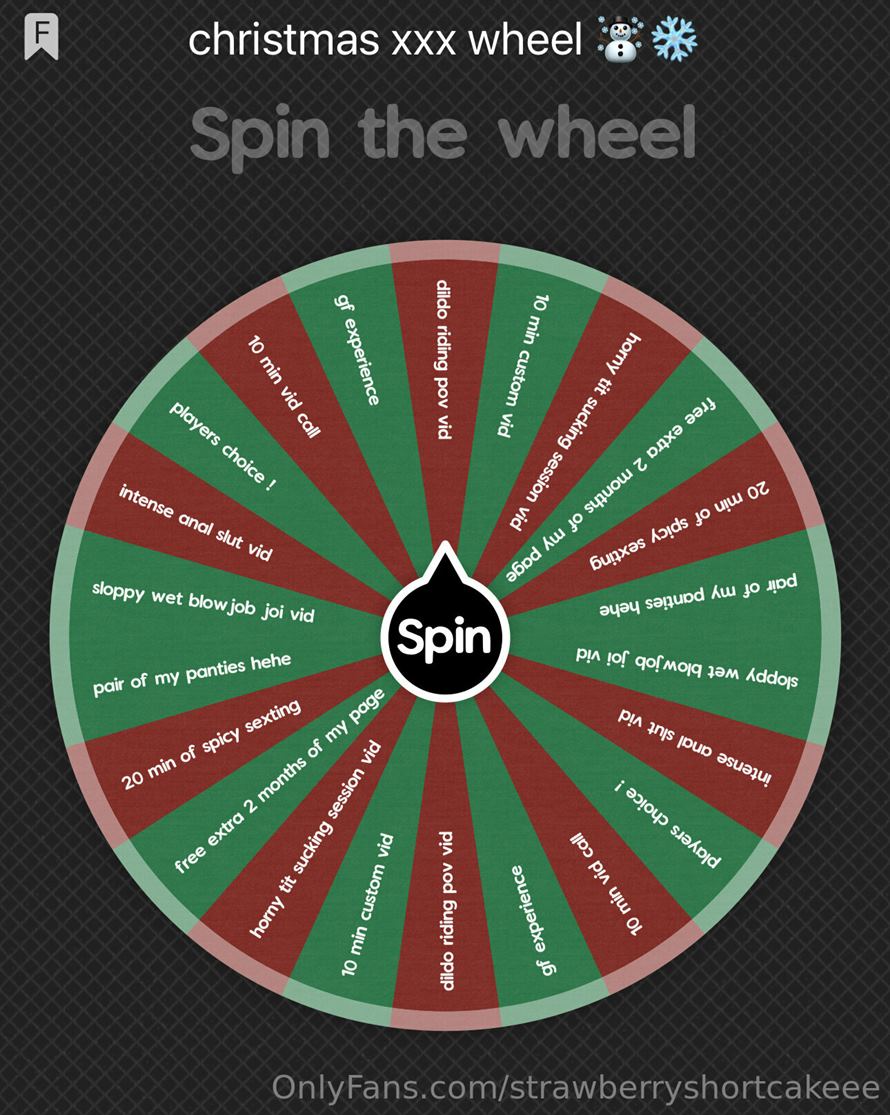 F
christmas xxx wheel ☃️❄️
Spin the wheel
dildo riding pov vid
10 min custom vid
horny tit sucking session vid
free extra 2 months of my page
20 min of spicy sexting
pair of my panties hehe
sloppy wet blowjob joi vid
intense anal slut vid
players choice !
10 min vid call
gf experience
dildo riding pov vid
10 min custom vid
horny tit sucking session vid
free extra 2 months of my page
20 min of spicy sexting
pair of my panties hehe
sloppy wet blowjob joi vid
intense anal slut vid
players choice !
10 min vid call
gf experience
Spin
OnlyFans.com/strawberryshortcakeee